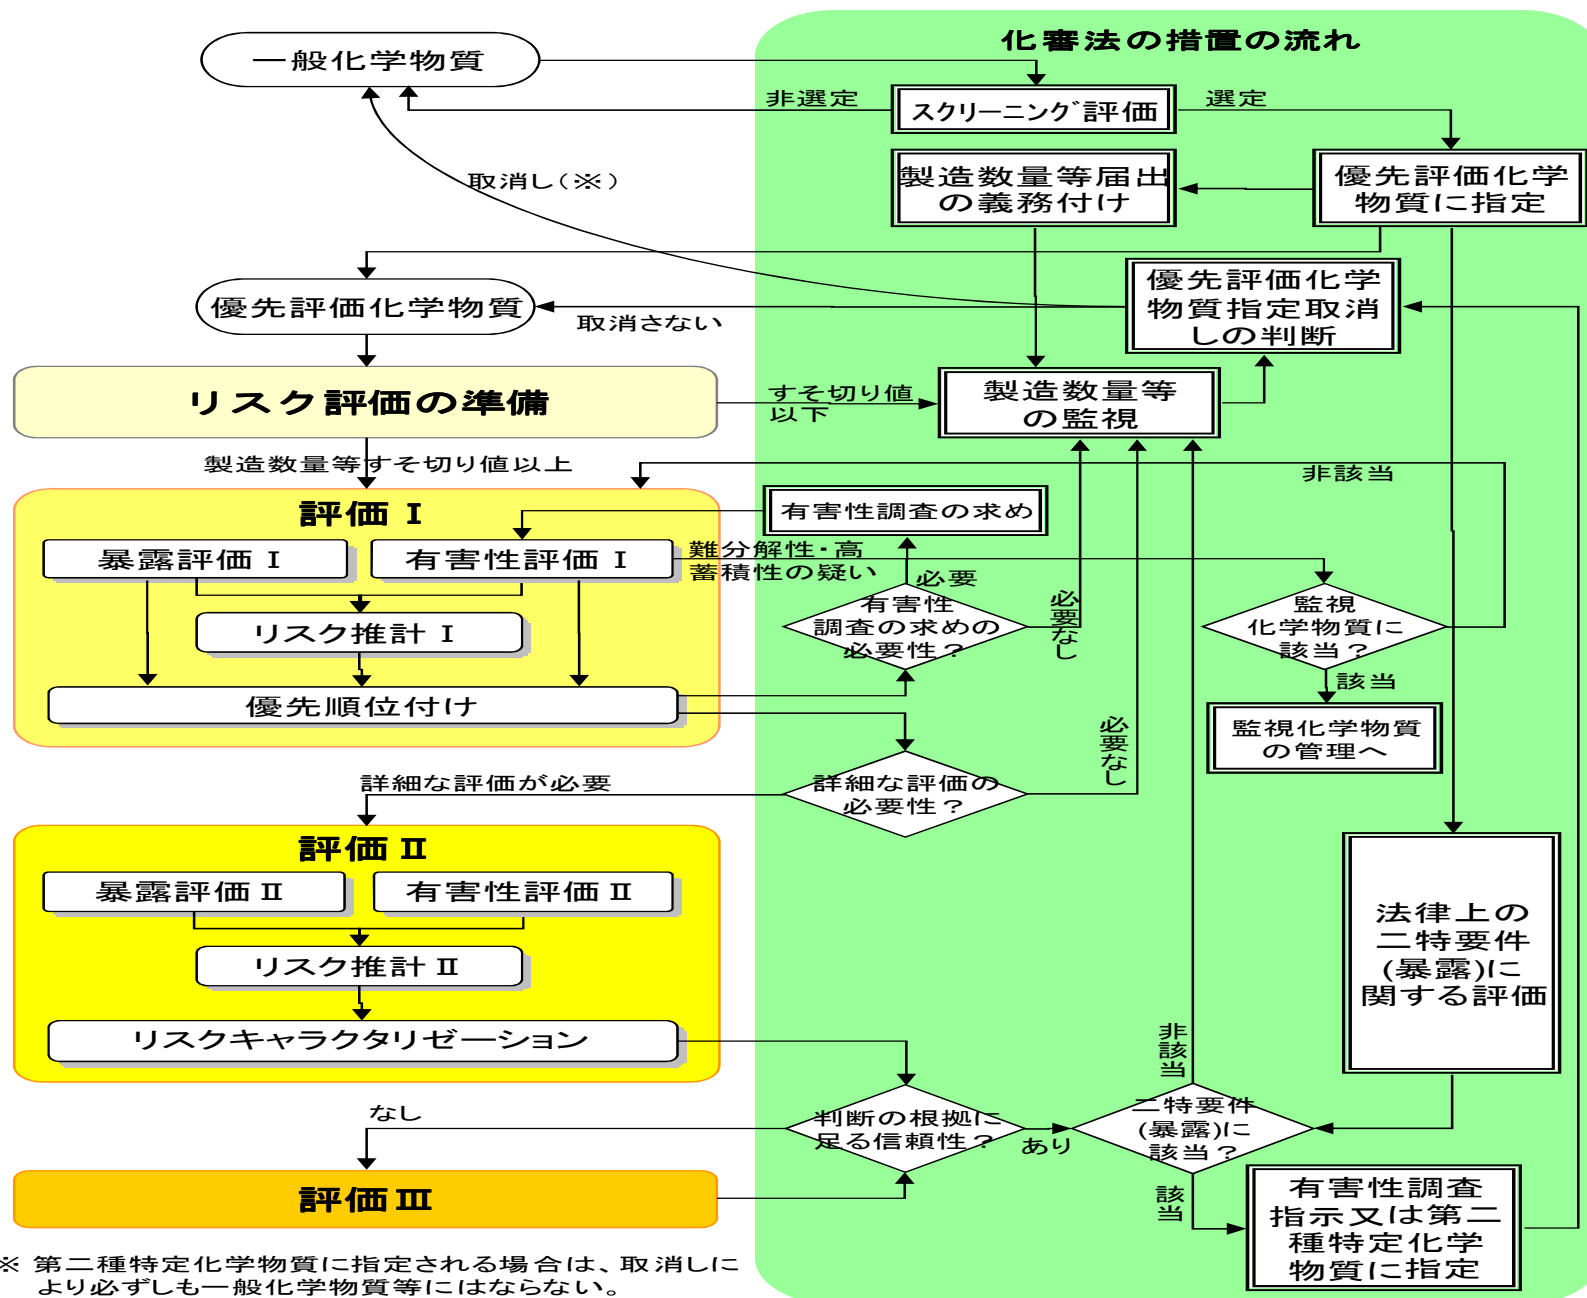 化審法の措置の流れ
一般化学物質
非選定
スクリーニング評価
選定
取消し(※)
製造数量等届出
の義務付け
優先評価化学
物質に指定
優先評価化学物質
取消さない
優先評価化学
物質指定取消
しの判断
リスク評価の準備
すそ切り値
以下
製造数量等
の監視
製造数量等すそ切り値以上
非該当
評価Ⅰ
有害性調査の求め
暴露評価Ⅰ
有害性評価Ⅰ
難分解性・高
蓄積性の疑い
必要
有害性
調査の求めの
必要性?
必要なし
監視
化学物質に
該当?
リスク推計Ⅰ
該当
優先順位付け
監視化学物質
の管理へ
必要なし
詳細な評価が必要
詳細な評価の
必要性?
評価Ⅱ
暴露評価Ⅱ
有害性評価Ⅱ
法律上の
二特要件
(暴露)に
関する評価
リスク推計Ⅱ
リスクキャラクタリゼーション
非該当
なし
判断の根拠に
足る信頼性?
あり
二特要件
(暴露)に
該当?
評価Ⅲ
該当
有害性調査
指示又は第二
種特定化学
物質に指定
※ 第二種特定化学物質に指定される場合は、取消しに
より必ずしも一般化学物質等にはならない。